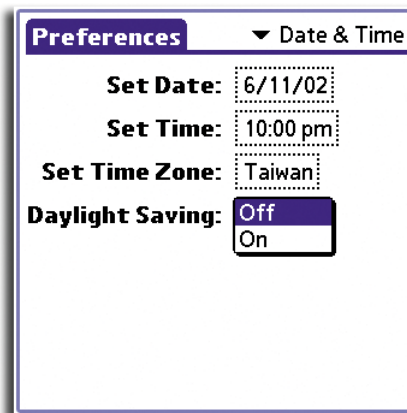 Preferences Date & Time
Set Date: 6/11/02
Set Time: 10:00 pm
Set Time Zone: Taiwan
Daylight Saving: Off
On